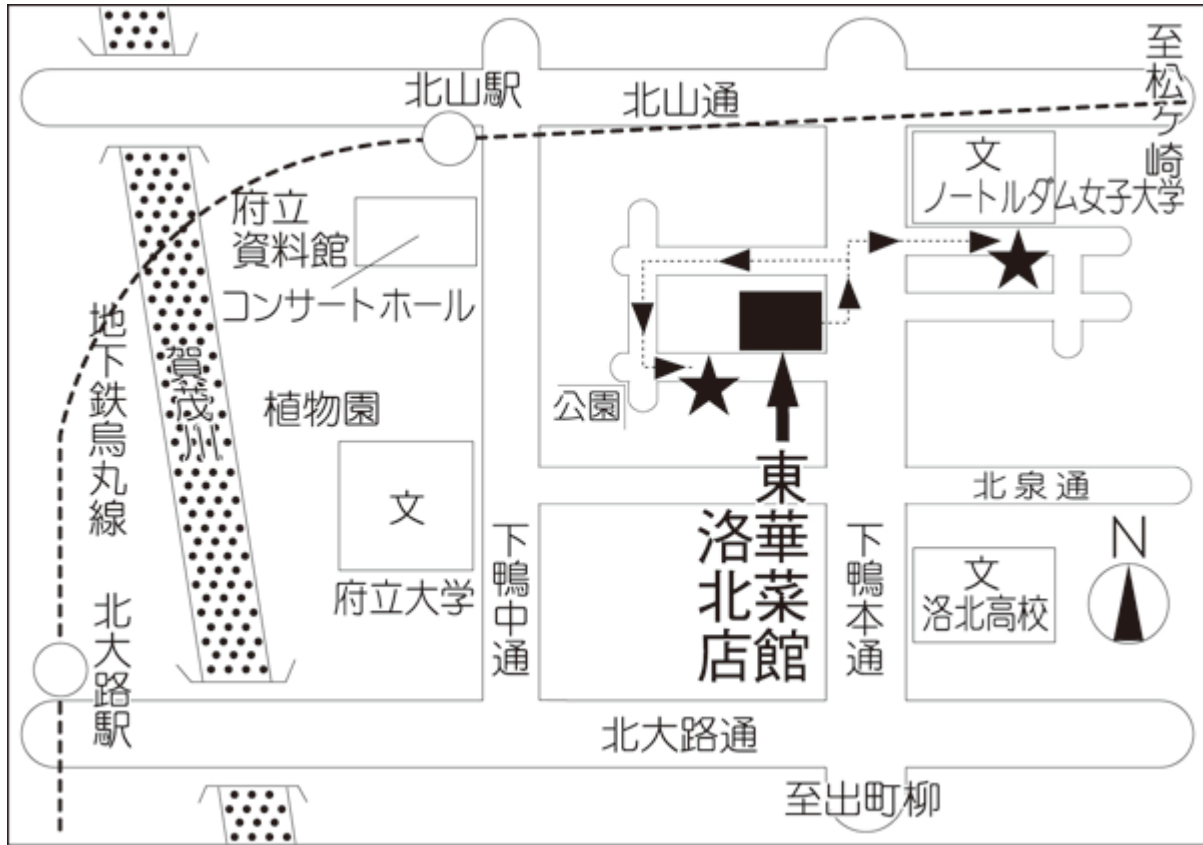 北山駅
北山通
至松ヶ崎
文
ノートルダム女子大学
府立
資料館
コンサートホール
地下鉄烏丸線
賀茂川
植物園
公園
文
府立大学
下鴨中通
東華菜館
洛北店
下鴨本通
北泉通
文
洛北高校
N
北大路駅
北大路通
至出町柳